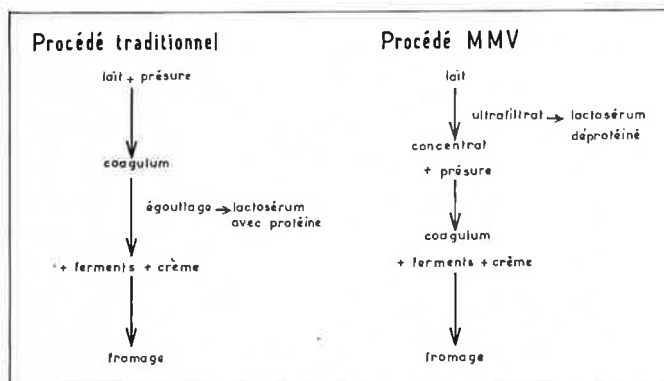 Procédé traditionnel
lait + présure
coagulum
égouttage → lactosérum
avec protéine
+ ferments + crème
fromage
Procédé MMV
lait
ultrafiltrat → lactosérum
déprotéiné
concentrat
+ présure
coagulum
+ ferments + crème
fromage